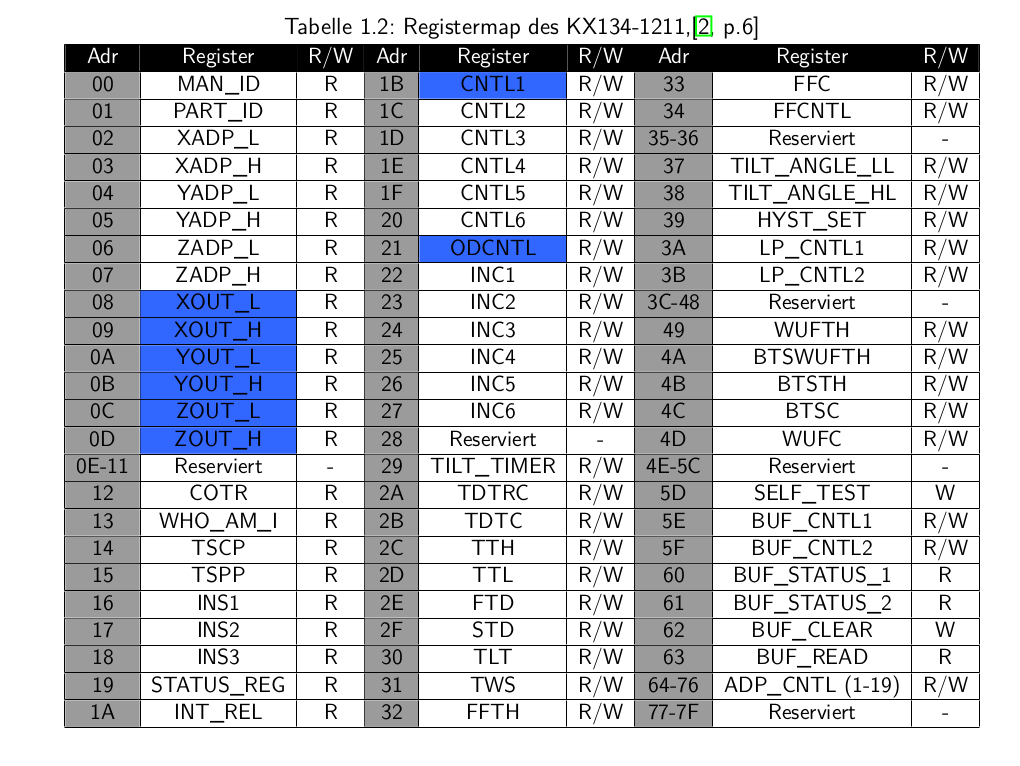 Tabelle 1.2: Registermap des KX134-1211,[2, p.6]
Adr Register R/W Adr Register R/W Adr Register R/W
00 MAN_ID R 1B CNTL1 R/W 33 FFC R/W
01 PART_ID R 1C CNTL2 R/W 34 FFCNTL R/W
02 XADP_L R 1D CNTL3 R/W 35-36 Reserviert -
03 XADP_H R 1E CNTL4 R/W 37 TILT_ANGLE_LL R/W
04 YADP_L R 1F CNTL5 R/W 38 TILT_ANGLE_HL R/W
05 YADP_H R 20 CNTL6 R/W 39 HYST_SET R/W
06 ZADP_L R 21 ODCNTL R/W 3A LP_CNTL1 R/W
07 ZADP_H R 22 INC1 R/W 3B LP_CNTL2 R/W
08 XOUT_L R 23 INC2 R/W 3C-48 Reserviert -
09 XOUT_H R 24 INC3 R/W 49 WUFTH R/W
0A YOUT_L R 25 INC4 R/W 4A BTSWUFTH R/W
0B YOUT_H R 26 INC5 R/W 4B BTSTH R/W
0C ZOUT_L R 27 INC6 R/W 4C BTSC R/W
0D ZOUT_H R 28 Reserviert - 4D WUFC R/W
0E-11 Reserviert - 29 TILT_TIMER R/W 4E-5C Reserviert -
12 COTR R 2A TDTRC R/W 5D SELF_TEST W
13 WHO_AM_I R 2B TDTC R/W 5E BUF_CNTL1 R/W
14 TSCP R 2C TTH R/W 5F BUF_CNTL2 R/W
15 TSPP R 2D TTL R/W 60 BUF_STATUS_1 R
16 INS1 R 2E FTD R/W 61 BUF_STATUS_2 R
17 INS2 R 2F STD R/W 62 BUF_CLEAR W
18 INS3 R 30 TLT R/W 63 BUF_READ R
19 STATUS_REG R 31 TWS R/W 64-76 ADP_CNTL (1-19) R/W
1A INT_REL R 32 FFTH R/W 77-7F Reserviert -